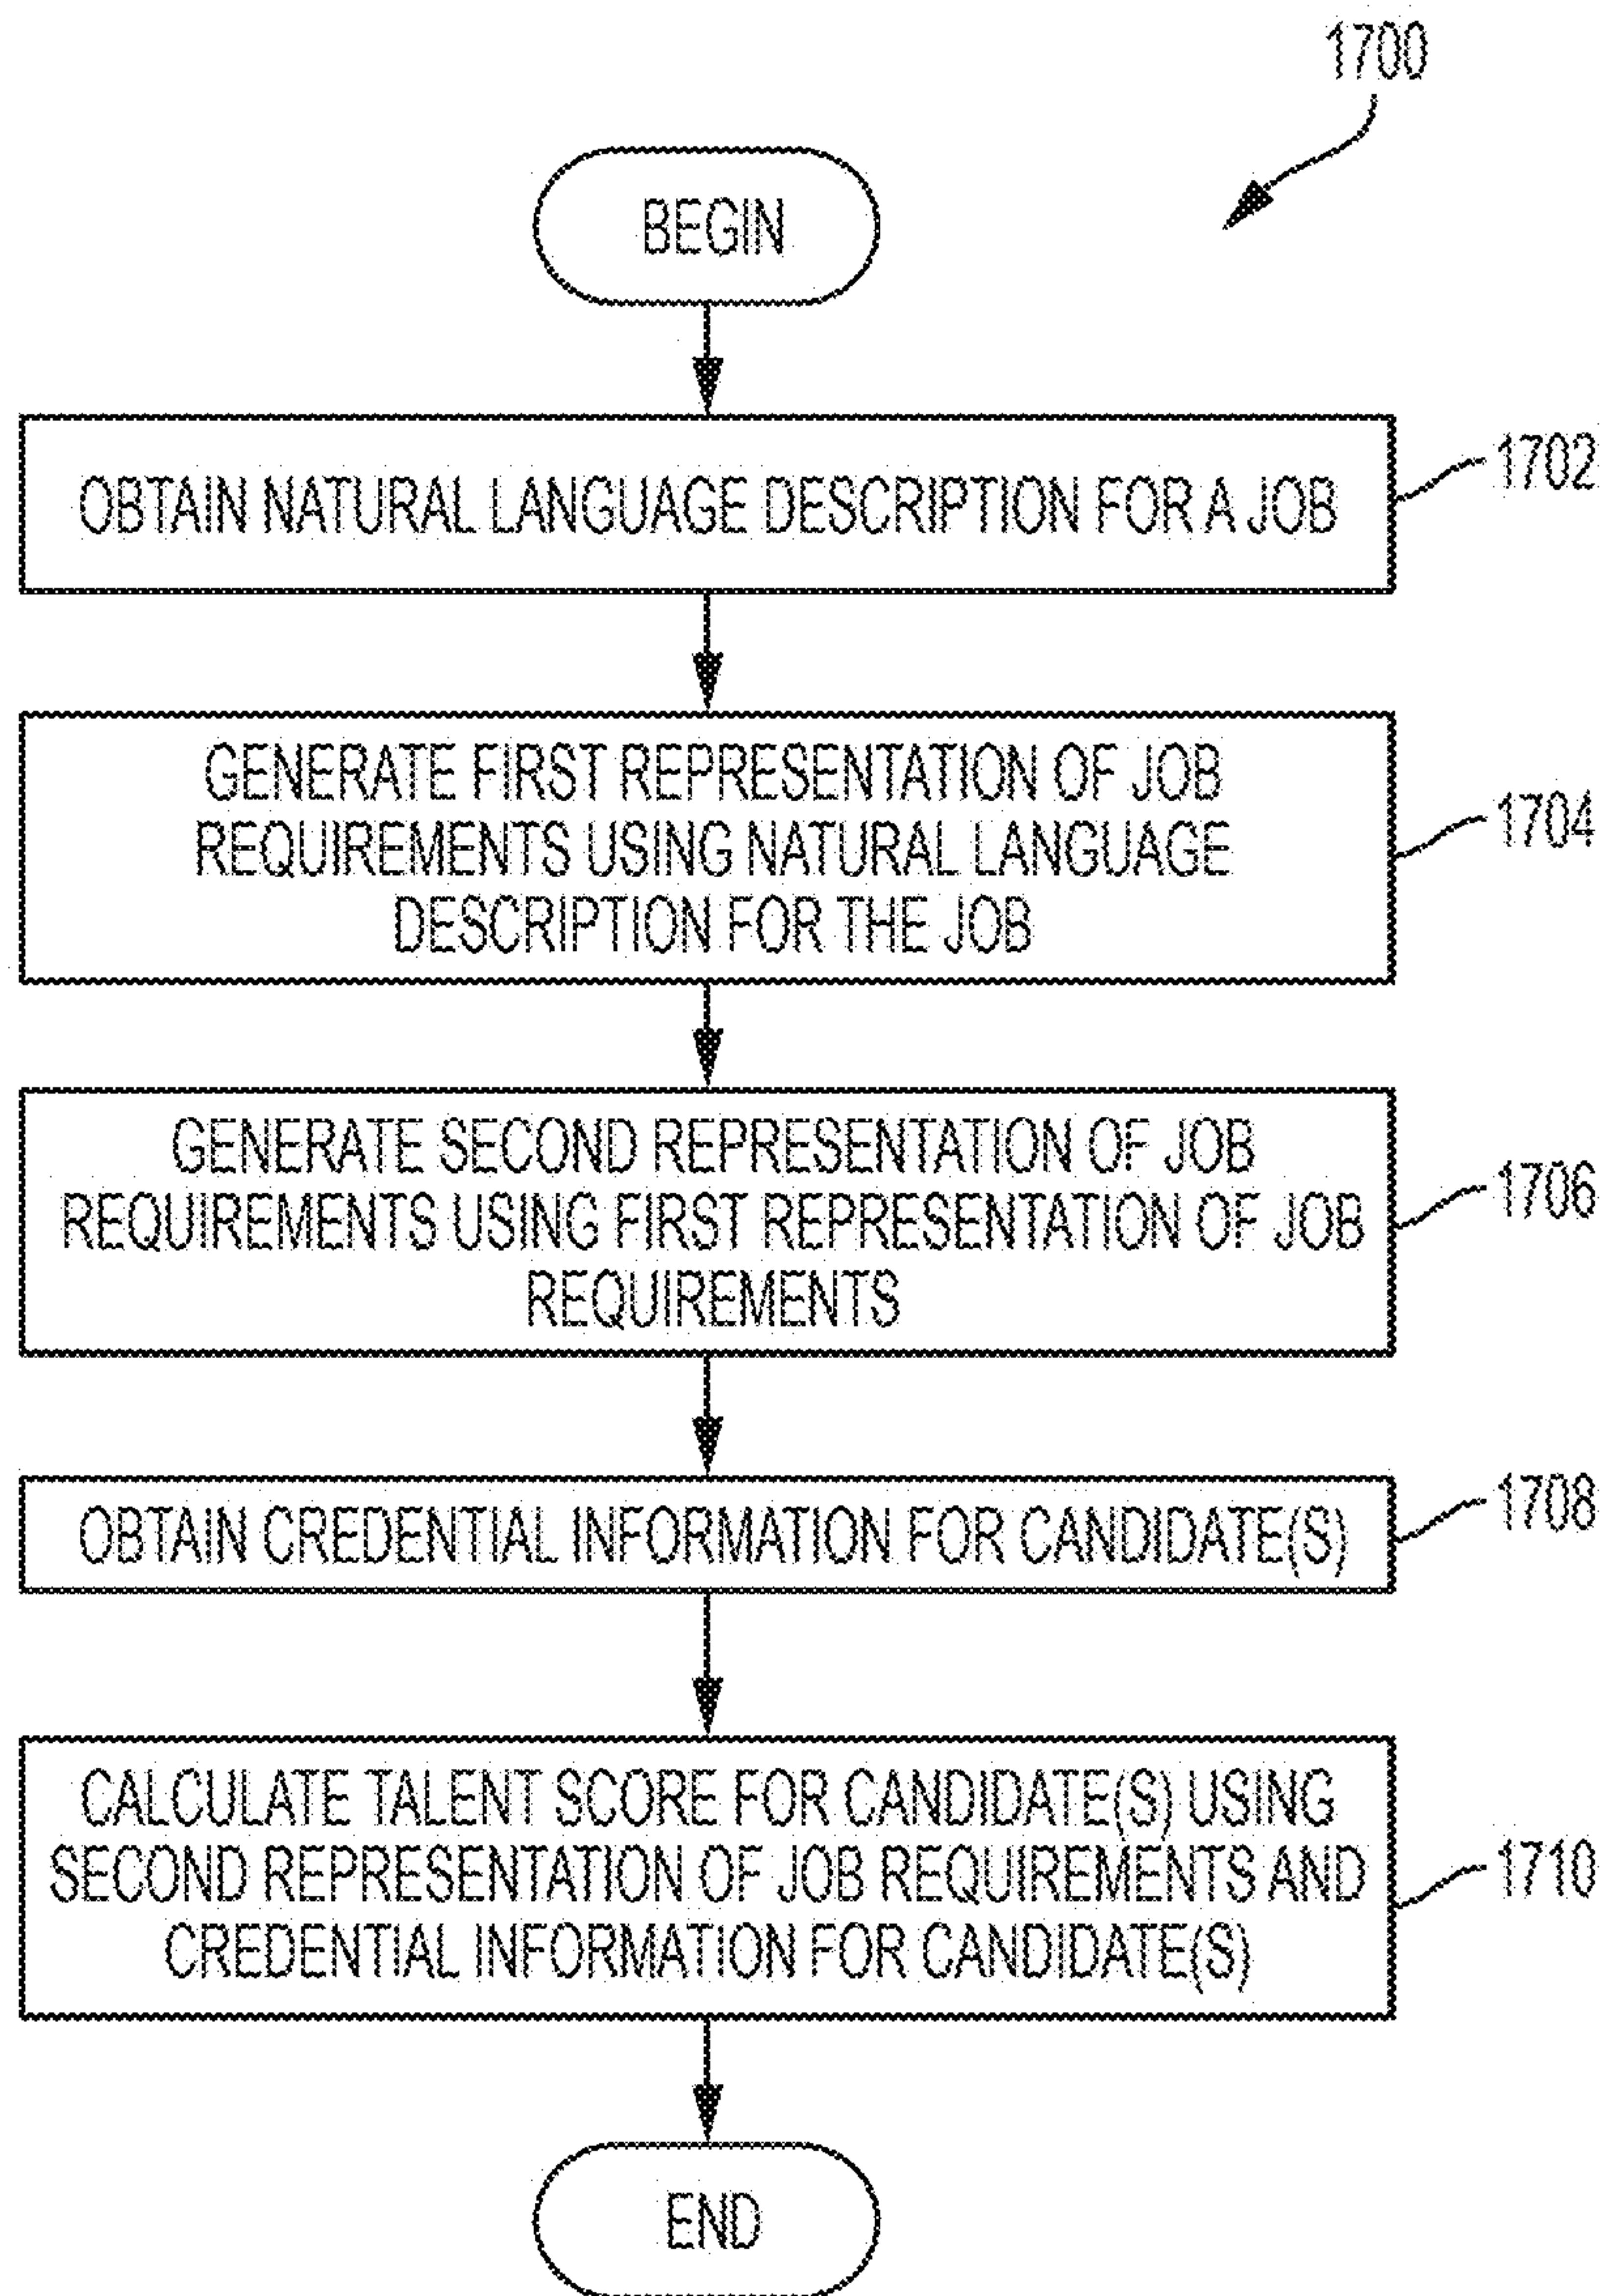 1700
BEGIN
OBTAIN NATURAL LANGUAGE DESCRIPTION FOR A JOB
1702
GENERATE FIRST REPRESENTATION OF JOB
REQUIREMENTS USING NATURAL LANGUAGE
DESCRIPTION FOR THE JOB
1704
GENERATE SECOND REPRESENTATION OF JOB
REQUIREMENTS USING FIRST REPRESENTATION OF JOB
REQUIREMENTS
1706
OBTAIN CREDENTIAL INFORMATION FOR CANDIDATE(S)
1708
CALCULATE TALENT SCORE FOR CANDIDATE(S) USING
SECOND REPRESENTATION OF JOB REQUIREMENTS AND
CREDENTIAL INFORMATION FOR CANDIDATE(S)
1710
END